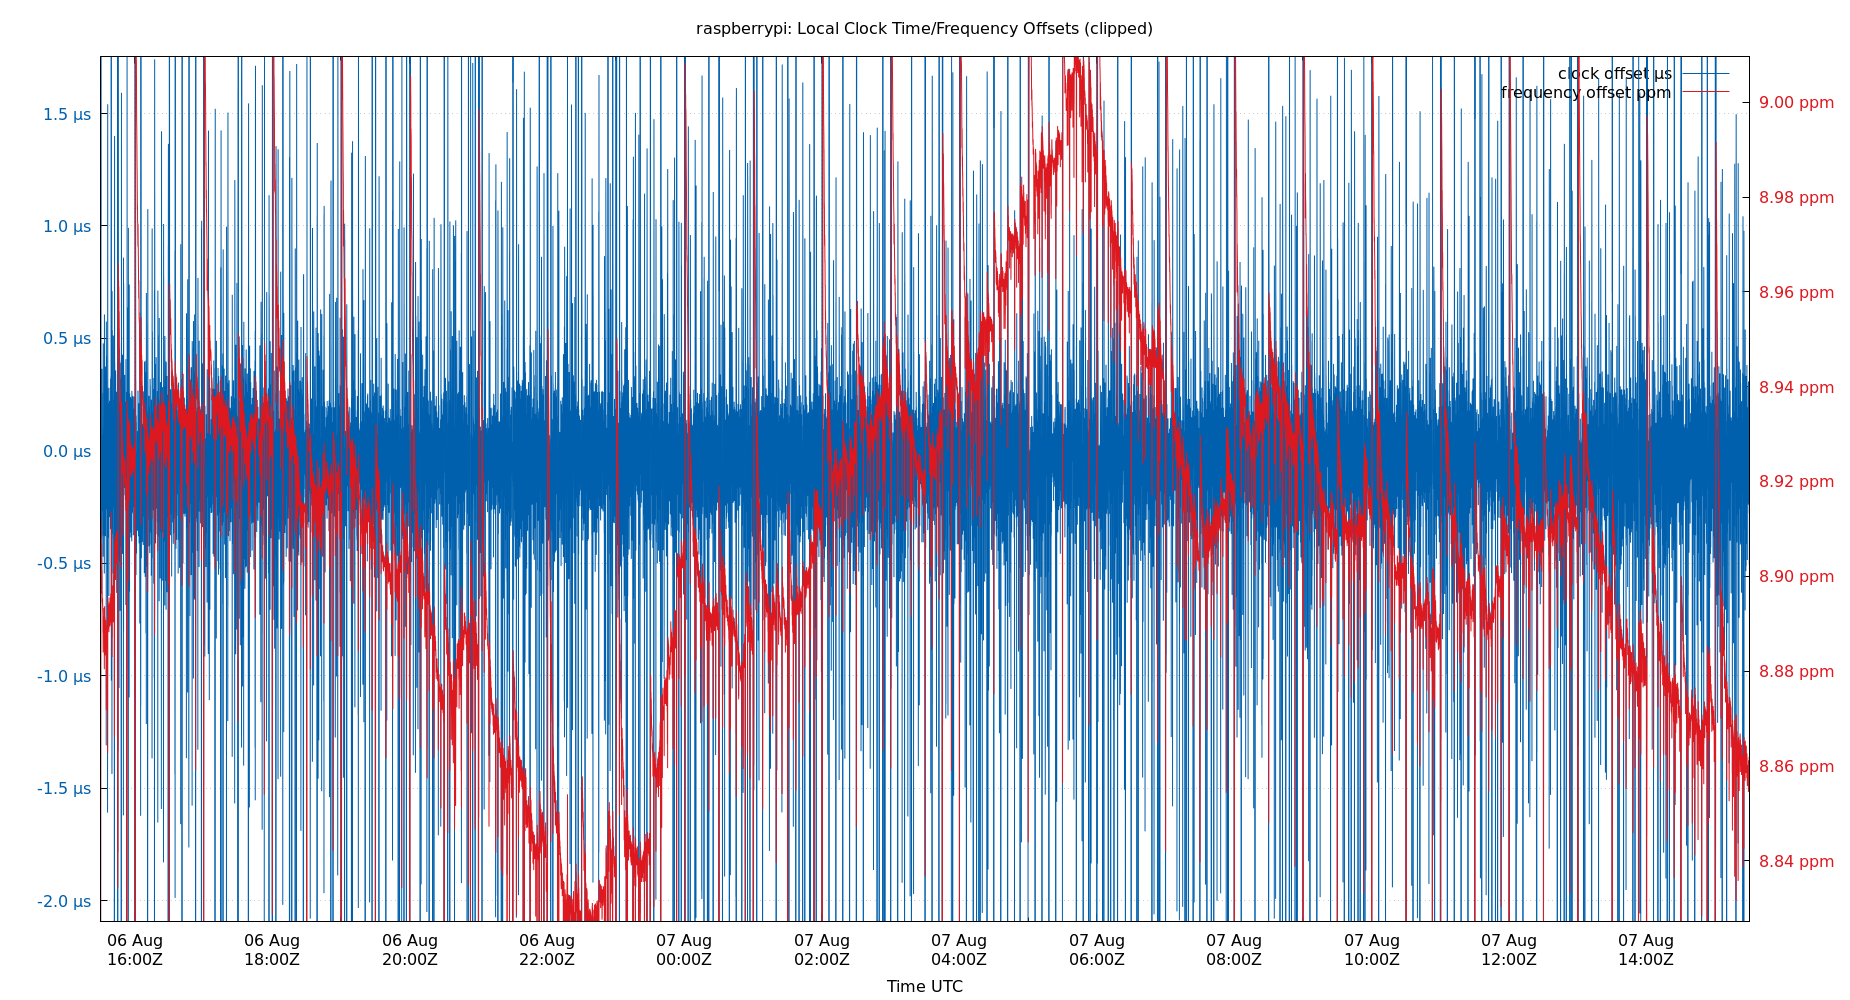 raspberrypi: Local Clock Time/Frequency Offsets (clipped)
clock offset µs
frequency offset ppm
1.5 µs
1.0 µs
0.5 µs
0.0 µs
-0.5 µs
-1.0 µs
-1.5 µs
-2.0 µs
9.00 ppm
8.98 ppm
8.96 ppm
8.94 ppm
8.92 ppm
8.90 ppm
8.88 ppm
8.86 ppm
8.84 ppm
06 Aug
16:00Z
06 Aug
18:00Z
06 Aug
20:00Z
06 Aug
22:00Z
07 Aug
00:00Z
07 Aug
02:00Z
07 Aug
04:00Z
07 Aug
06:00Z
07 Aug
08:00Z
07 Aug
10:00Z
07 Aug
12:00Z
07 Aug
14:00Z
Time UTC